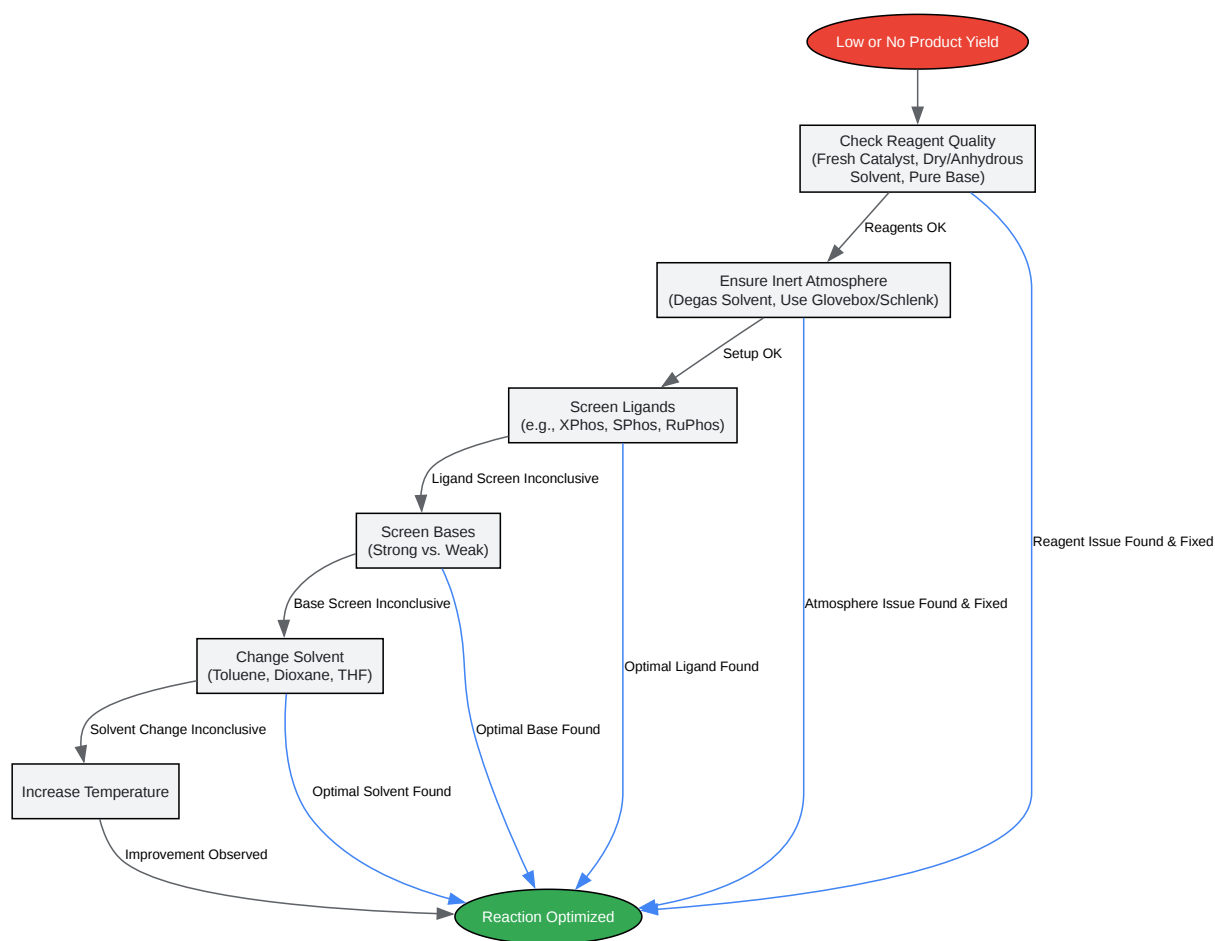 Low or No Product Yield
Check Reagent Quality
(Fresh Catalyst, Dry/Anhydrous
Solvent, Pure Base)
Reagents OK
Ensure Inert Atmosphere
(Degas Solvent, Use Glovebox/Schlenk)
Setup OK
Screen Ligands
(e.g., XPhos, SPhos, RuPhos)
Ligand Screen Inconclusive
Screen Bases
(Strong vs. Weak)
Reagent Issue Found & Fixed
Base Screen Inconclusive
Atmosphere Issue Found & Fixed
Change Solvent
(Toluene, Dioxane, THF)
Optimal Ligand Found
Solvent Change Inconclusive
Optimal Base Found
Increase Temperature
Optimal Solvent Found
Improvement Observed
Reaction Optimized